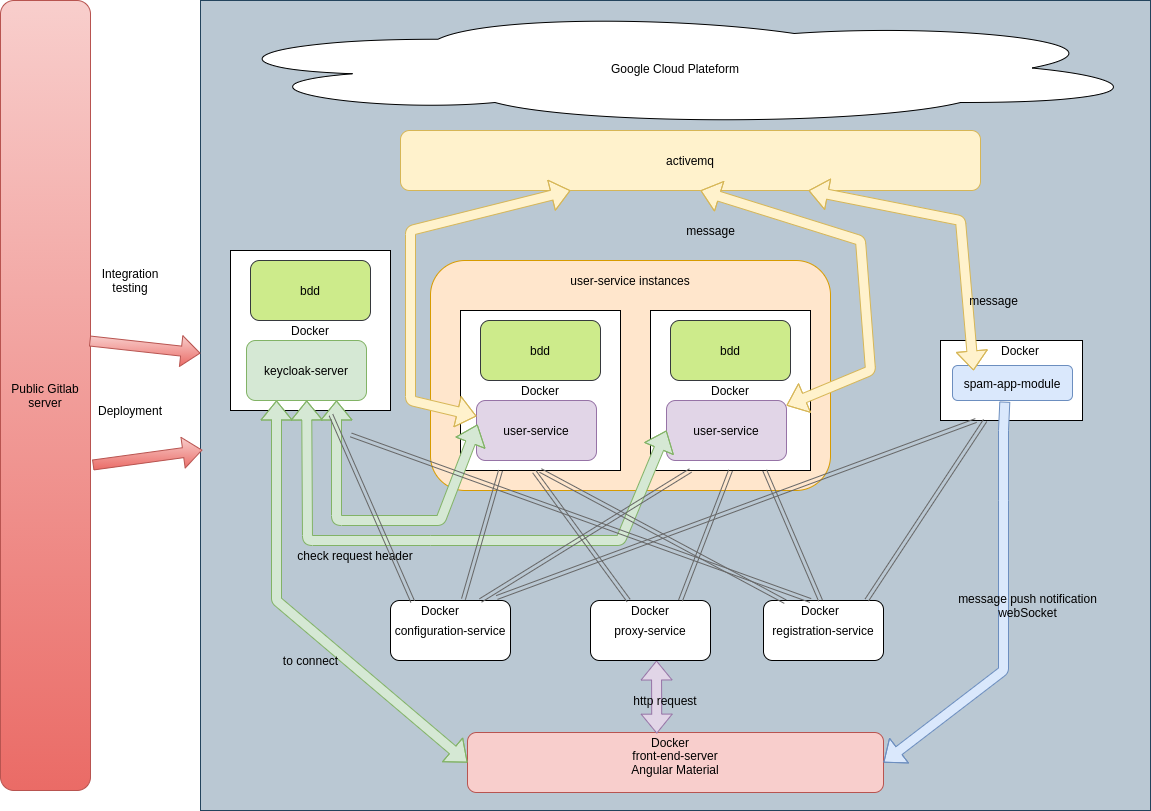 Google Cloud Plateform
activemq
message
Integration
testing
bdd
Docker
keycloak-server
user-service instances
bdd
Docker
user-service
bdd
Docker
user-service
message
Docker
spam-app-module
Public Gitlab
server
Deployment
check request header
Docker
configuration-service
Docker
proxy-service
Docker
registration-service
message push notification
webSocket
to connect
http request
Docker
front-end-server
Angular Material